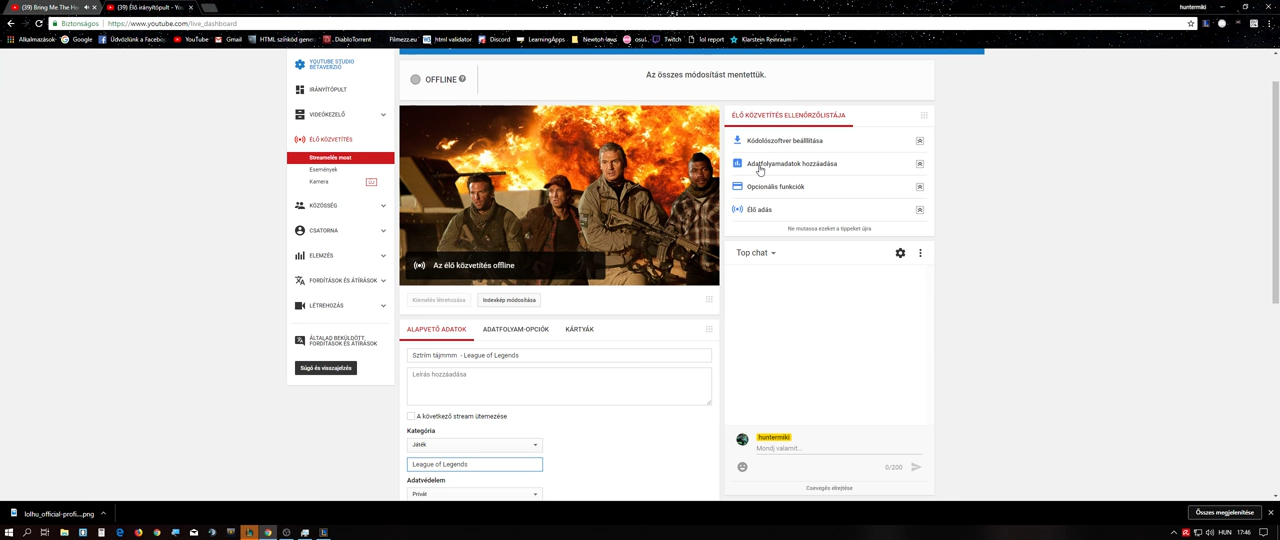 (39) Bring Me The Ho
(39) Élő irányítópult - Yo
huntermiki
Biztonságos
https://www.youtube.com/live_dashboard
Alkalmazások
Google
Üdvözlünk a Facebo
YouTube
Gmail
HTML színkód gene
DiabloTorrent
Filmezz.eu
html validator
Discord
LearningApps
Newton laws
osu!
Twitch
lol report
Klarstein Reinraum F
YOUTUBE STUDIO
BÉTAVERZIÓ
IRÁNYÍTÓPULT
VIDEÓKEZELŐ
ÉLŐ KÖZVETÍTÉS
Streamelés most
Események
Kamera
ÚJ
KÖZÖSSÉG
CSATORNA
ELEMZÉS
FORDÍTÁSOK ÉS ÁTÍRÁSOK
LÉTREHOZÁS
ÁLTALAD BEKÜLDÖTT
FORDÍTÁSOK ÉS ÁTÍRÁSOK
Súgó és visszajelzés
OFFLINE
Az összes módosítást mentettük.
Az élő közvetítés offline
Kiemelés létrehozása
Indexkép módosítása
ALAPVETŐ ADATOK
ADATFOLYAM-OPCIÓK
KÁRTYÁK
Sztrím tájmmm - League of Legends
Leírás hozzáadása
A következő stream ütemezése
Kategória
Játék
League of Legends
Adatvédelem
Privát
ÉLŐ KÖZVETÍTÉS ELLENŐRZŐLISTÁJA
Kódolószoftver beállítása
Adatfolyamadatok hozzáadása
Opcionális funkciók
Élő adás
Ne mutassa ezeket a tippeket újra
Top chat
huntermiki
Mondj valamit...
0/200
Csevegés elrejtése
lolhu_official-profi....png
Összes megjelenítése
HUN
17:46